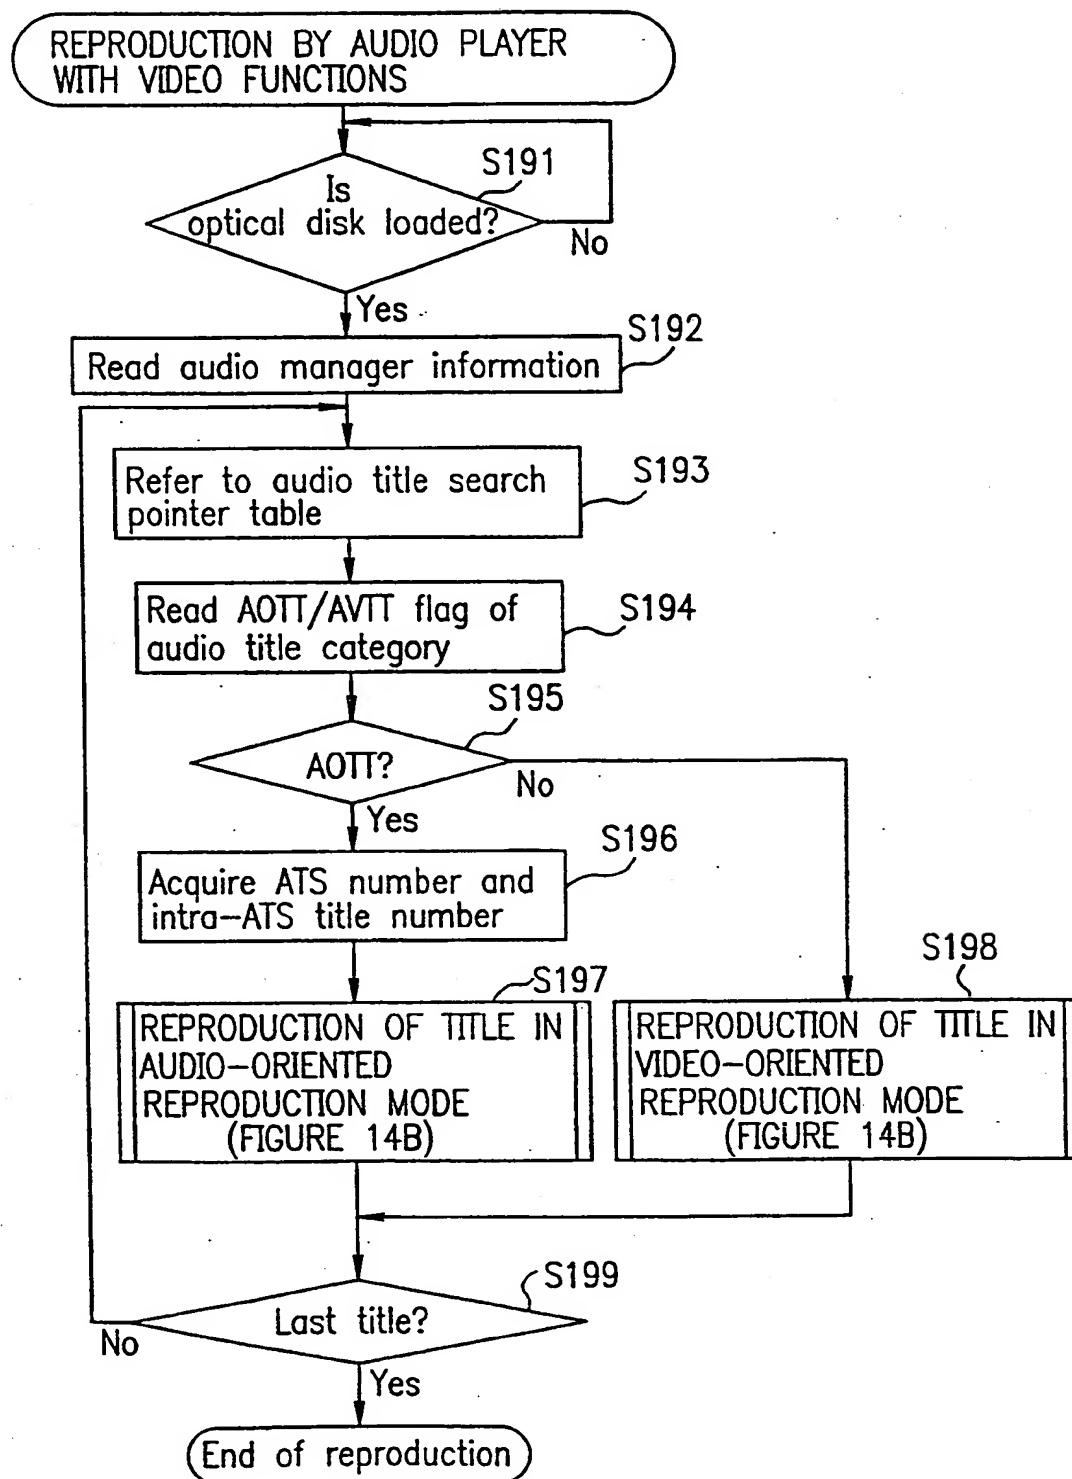 REPRODUCTION BY AUDIO PLAYER
WITH VIDEO FUNCTIONS
S191
Is
optical disk loaded?
No
Yes
S192
Read audio manager information
S193
Refer to audio title search
pointer table
S194
Read AOTT/AVTT flag of
audio title category
S195
AOTT?
No
Yes
S196
Acquire ATS number and
intra-ATS title number
S197
REPRODUCTION OF TITLE IN
AUDIO-ORIENTED
REPRODUCTION MODE
(FIGURE 14B)
S198
REPRODUCTION OF TITLE IN
VIDEO-ORIENTED
REPRODUCTION MODE
(FIGURE 14B)
S199
Last title?
No
Yes
End of reproduction